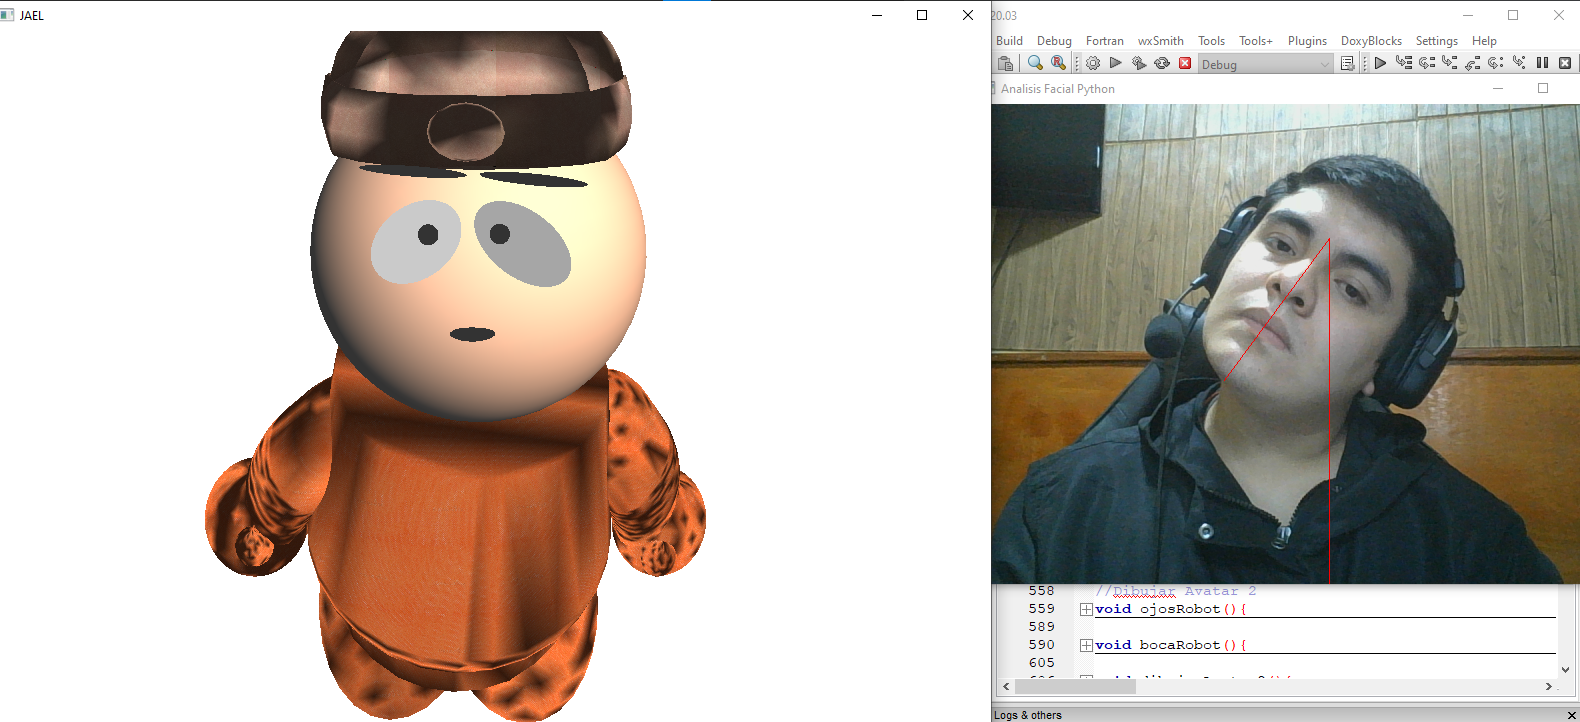 JAEL
20.03
Build Debug Fortran wxSmith Tools Tools+ Plugins DoxyBlocks Settings Help
Debug
Analisis Facial Python
558 //Dibujar Avatar 2
559 void ojosRobot(){
589
590 void bocaRobot(){
605
Logs & others